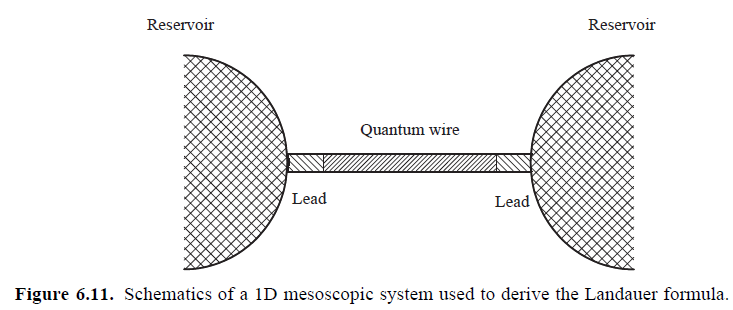 Reservoir Reservoir
Quantum wire
Lead Lead
Figure 6.11. Schematics of a 1D mesoscopic system used to derive the Landauer formula.